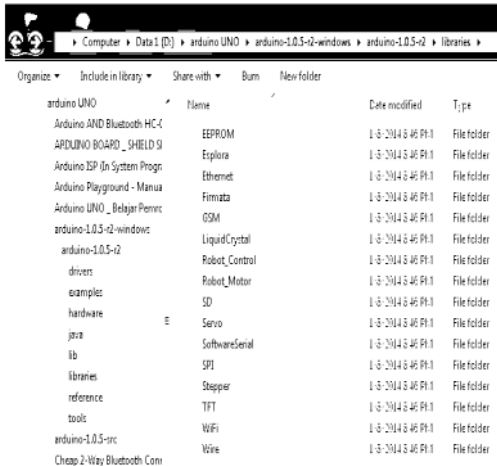 Computer ▸ Data1 (D:) ▸ arduino UNO ▸ arduino-1.0.5-r2-windows ▸ arduino-1.0.5-r2 ▸ libraries ▸
Organize Include in library Share with Burn New folder
arduino UNO
Arduino AND Bluetooth HC-
ARDUINO BOARD _ SHIELD
Arduino ISP (In System Progra
Arduino Playground - Manua
Arduino UNO _ Belajar Pemrc
arduino-1.0.5-r2-windows
arduino-1.0.5-r2
drivers
examples
hardware
java
lib
libraries
reference
tools
arduino-1.0.5-src
Cheap 2-Way Bluetooth Conn
Name Date modified Type
EEPROM File folder
Esplora File folder
Ethernet File folder
Firmata File folder
GSM File folder
LiquidCrystal File folder
Robot_Control File folder
Robot_Motor File folder
SD File folder
Servo File folder
SoftwareSerial File folder
SPI File folder
Stepper File folder
TFT File folder
WiFi File folder
Wire File folder